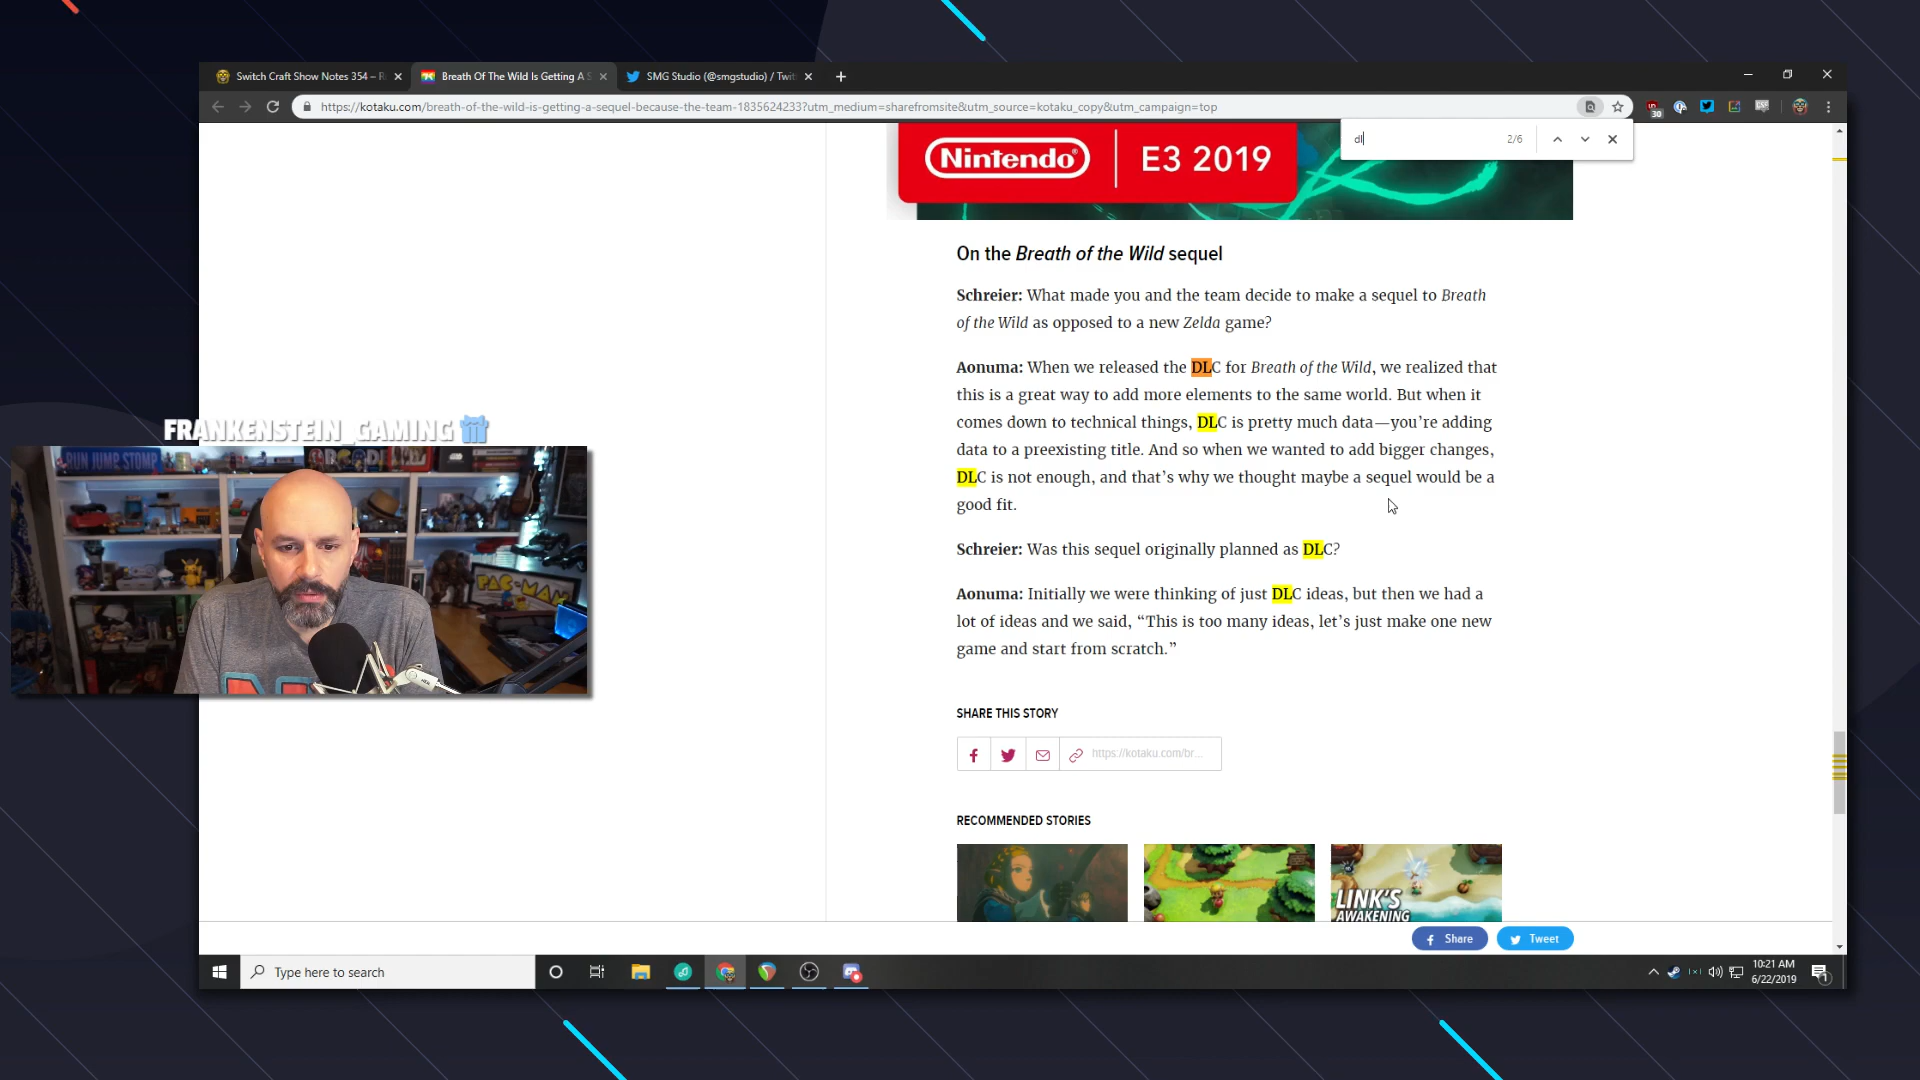 Switch Craft Show Notes 354 – R
Breath Of The Wild Is Getting A S
SMG Studio (@smgstudio) / Twit
https://kotaku.com/breath-of-the-wild-is-getting-a-sequel-because-the-team-1835624233?utm_medium=sharefromsite&utm_source=kotaku_copy&utm_campaign=top
30
dl
2/6
Nintendo®
E3 2019
On the Breath of the Wild sequel
Schreier: What made you and the team decide to make a sequel to Breath
of the Wild as opposed to a new Zelda game?
Aonuma: When we released the DLC for Breath of the Wild, we realized that
this is a great way to add more elements to the same world. But when it
comes down to technical things, DLC is pretty much data—you’re adding
data to a preexisting title. And so when we wanted to add bigger changes,
DLC is not enough, and that’s why we thought maybe a sequel would be a
good fit.
Schreier: Was this sequel originally planned as DLC?
Aonuma: Initially we were thinking of just DLC ideas, but then we had a
lot of ideas and we said, “This is too many ideas, let’s just make one new
game and start from scratch.”
FRANKENSTEIN_GAMING
RUN JUMP STOMP
PAC-MAN
SHARE THIS STORY
https://kotaku.com/br...
RECOMMENDED STORIES
LINK'S
AWAKENING
Share
Tweet
Type here to search
10:21 AM
6/22/2019
1